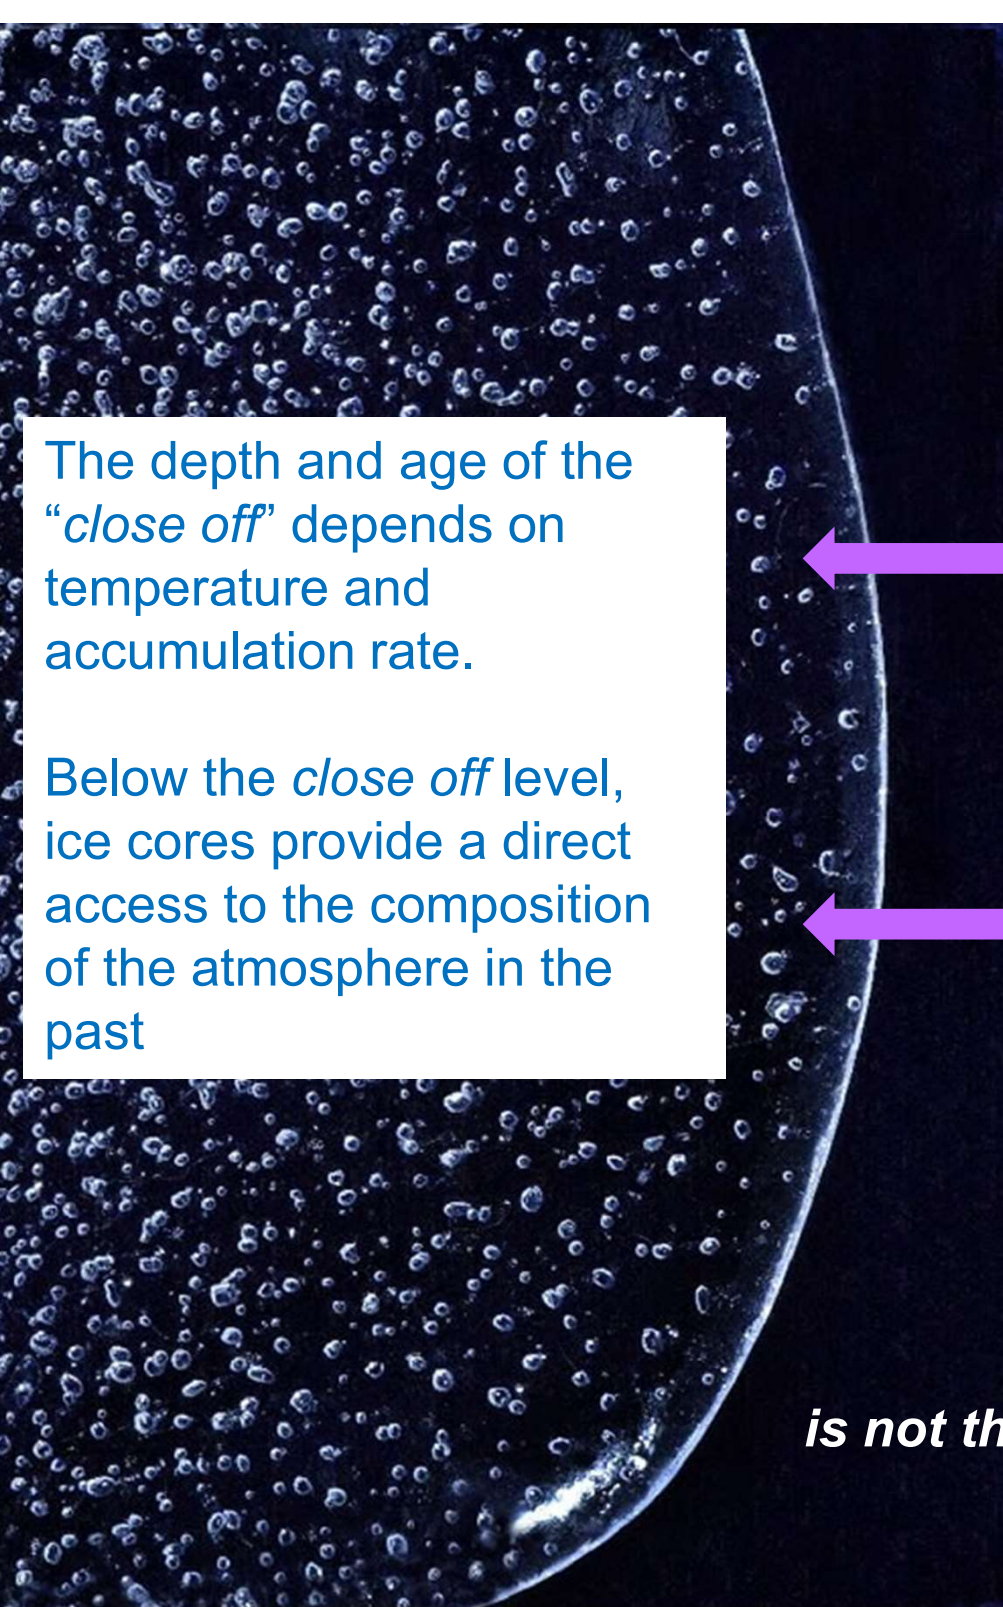 The depth and age of the
“close off” depends on
temperature and
accumulation rate.
Below the close off level,
ice cores provide a direct
access to the composition
of the atmosphere in the
past
is not th